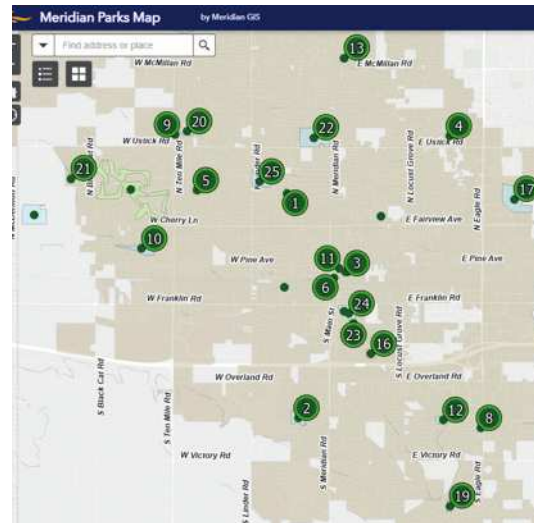 Meridian Parks Map
by Meridian GIS
Find address or place
W McMillan Rd
13
E McMillan Rd
9
20
22
4
W Ustick Rd
E Ustick Rd
21
N Ten Mile Rd
5
25
N Meridian Rd
N Locust Grove Rd
17
1
N Eagle Rd
W Cherry Ln
E Fairview Ave
10
11
3
W Pine Ave
E Pine Ave
6
W Franklin Rd
24
E Franklin Rd
S Main St
23
16
S Locust Grove Rd
S Black Cat Rd
W Overland Rd
E Overland Rd
S Ten Mile Rd
2
12
8
S Meridian Rd
W Victory Rd
E Victory Rd
S Eagle Rd
S Linder Rd
19